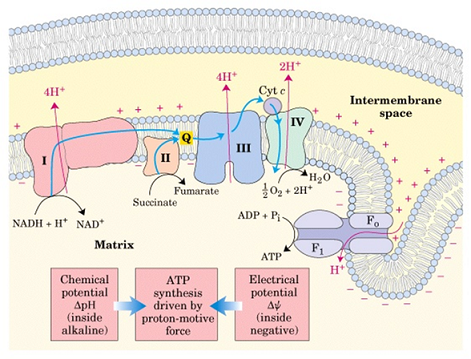 4H⁺
4H⁺
2H⁺
Cyt c
Intermembrane
space
I
Q
II
III
IV
NADH + H⁺
NAD⁺
Succinate
Fumarate
½O₂ + 2H⁺
H₂O
Matrix
ADP + Pᵢ
ATP
F₁
Fₒ
H⁺
Chemical
potential
ΔpH
(inside
alkaline)
ATP
synthesis
driven by
proton-motive
force
Electrical
potential
Δψ
(inside
negative)